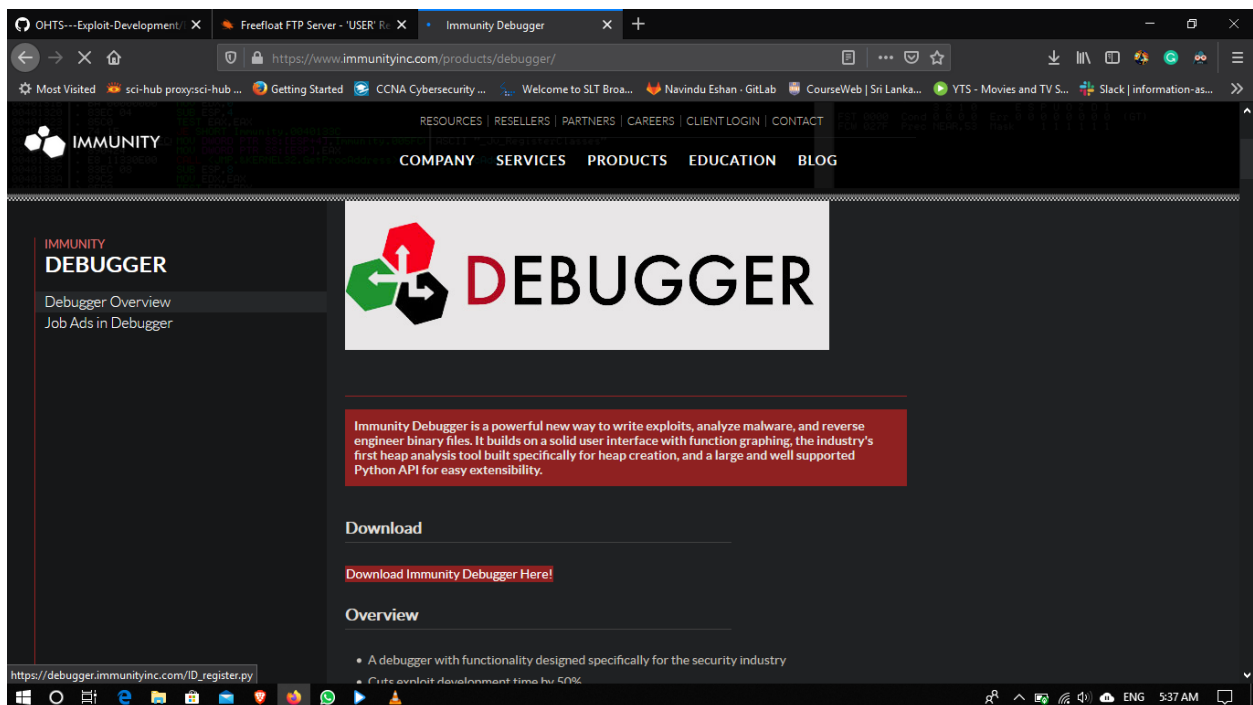 OHTS---Exploit-Development/
Freefloat FTP Server - 'USER' Re
Immunity Debugger
https://www.immunityinc.com/products/debugger/
Most Visited
sci-hub proxy:sci-hub ...
Getting Started
CCNA Cybersecurity ...
Welcome to SLT Broa...
Navindu Eshan · GitLab
CourseWeb | Sri Lanka...
YTS - Movies and TV S...
Slack | information-as...
IMMUNITY
RESOURCES | RESELLERS | PARTNERS | CAREERS | CLIENT LOGIN | CONTACT
COMPANY SERVICES PRODUCTS EDUCATION BLOG
IMMUNITY
DEBUGGER
Debugger Overview
Job Ads in Debugger
DEBUGGER
Immunity Debugger is a powerful new way to write exploits, analyze malware, and reverse
engineer binary files. It builds on a solid user interface with function graphing, the industry's
first heap analysis tool built specifically for heap creation, and a large and well supported
Python API for easy extensibility.
Download
Download Immunity Debugger Here!
Overview
• A debugger with functionality designed specifically for the security industry
• Cuts exploit development time by 50%
https://debugger.immunityinc.com/ID_register.py
ENG 5:37 AM